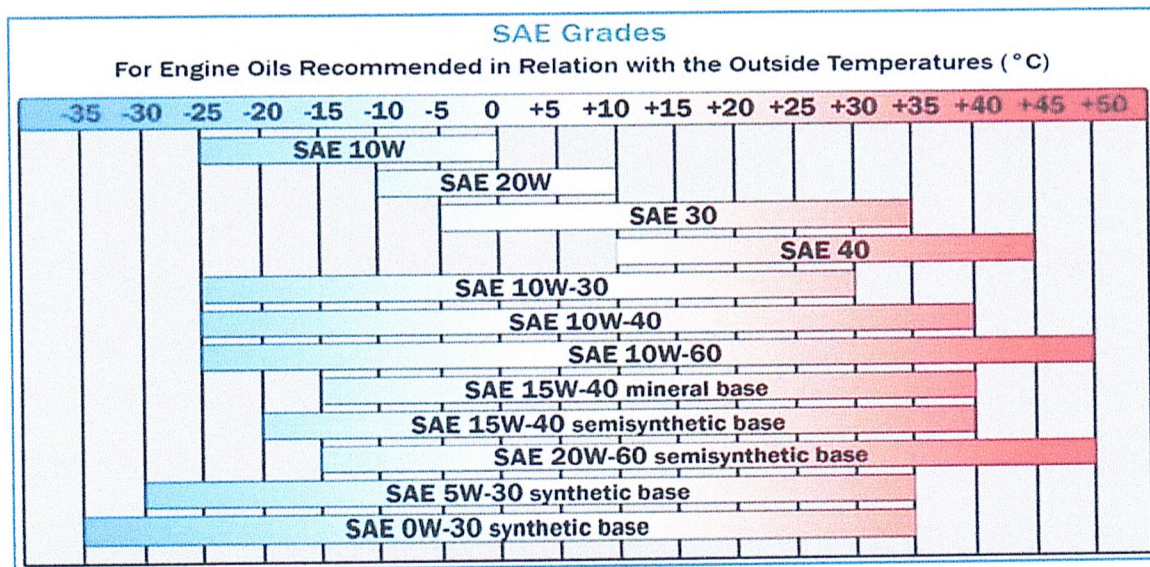 SAE Grades
For Engine Oils Recommended in Relation with the Outside Temperatures (°C)
-35 -30 -25 -20 -15 -10 -5 0 +5 +10 +15 +20 +25 +30 +35 +40 +45 +50
SAE 10W
SAE 20W
SAE 30
SAE 40
SAE 10W-30
SAE 10W-40
SAE 10W-60
SAE 15W-40 mineral base
SAE 15W-40 semisynthetic base
SAE 20W-60 semisynthetic base
SAE 5W-30 synthetic base
SAE 0W-30 synthetic base